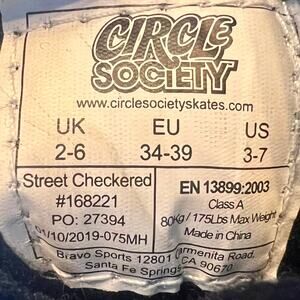 CIRCLE
SOCIETY
www.circlesocietyskates.com
UK EU US
2-6 34-39 3-7
Street Checkered
#168221
PO: 27394
01/10/2019-075MH
EN 13899:2003
Class A
80Kg / 175Lbs Max Weight
Made in China
Bravo Sports 12801 Carmenita Road,
Santa Fe Springs CA 90670